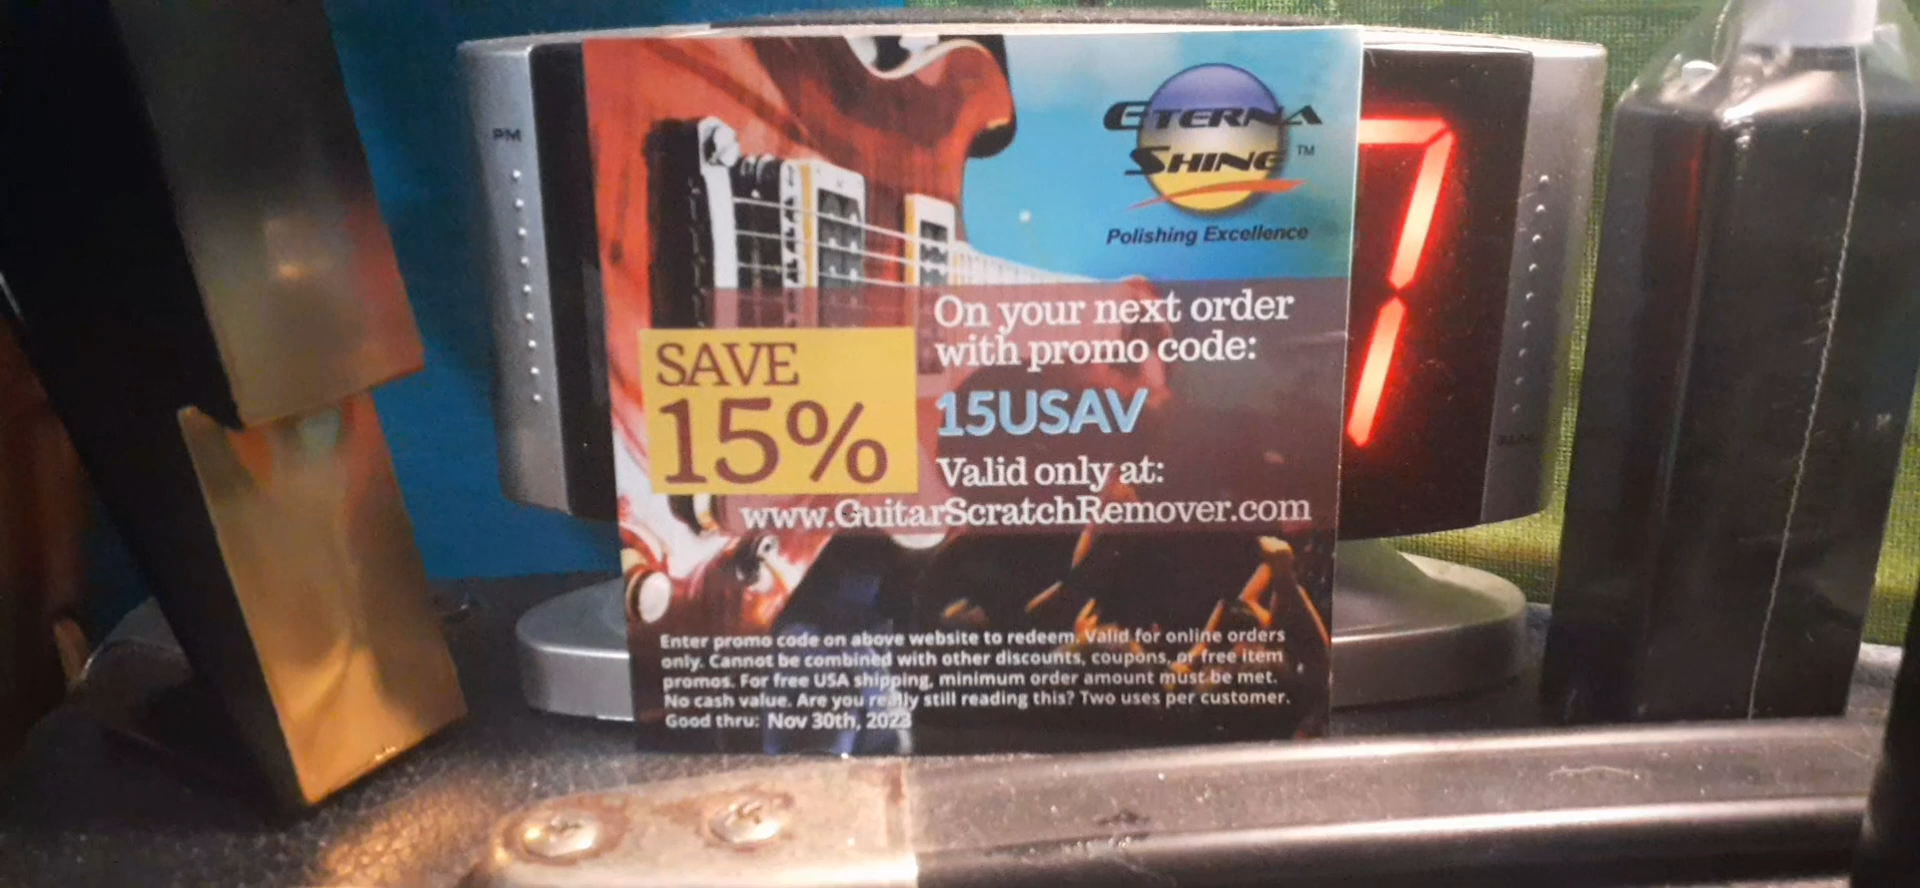 PM
ETERNA
SHINE ™
Polishing Excellence
SAVE
15%
On your next order
with promo code:
15USAV
Valid only at:
www.GuitarScratchRemover.com
Enter promo code on above website to redeem. Valid for online orders
only. Cannot be combined with other discounts, coupons, or free item
promos. For free USA shipping, minimum order amount must be met.
No cash value. Are you really still reading this? Two uses per customer.
Good thru: Nov 30th, 2023
7